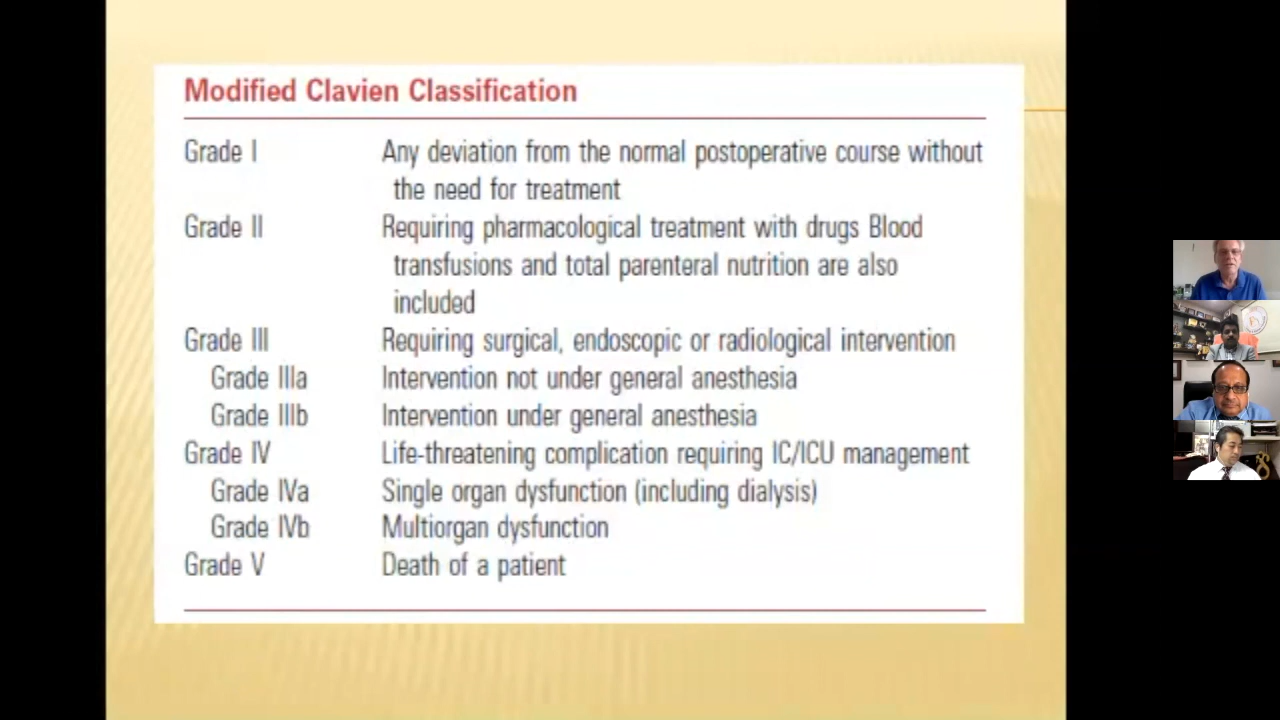 Modified Clavien Classification
Grade I Any deviation from the normal postoperative course without
the need for treatment
Grade II Requiring pharmacological treatment with drugs Blood
transfusions and total parenteral nutrition are also
included
Grade III Requiring surgical, endoscopic or radiological intervention
Grade IIIa Intervention not under general anesthesia
Grade IIIb Intervention under general anesthesia
Grade IV Life-threatening complication requiring IC/ICU management
Grade IVa Single organ dysfunction (including dialysis)
Grade IVb Multiorgan dysfunction
Grade V Death of a patient